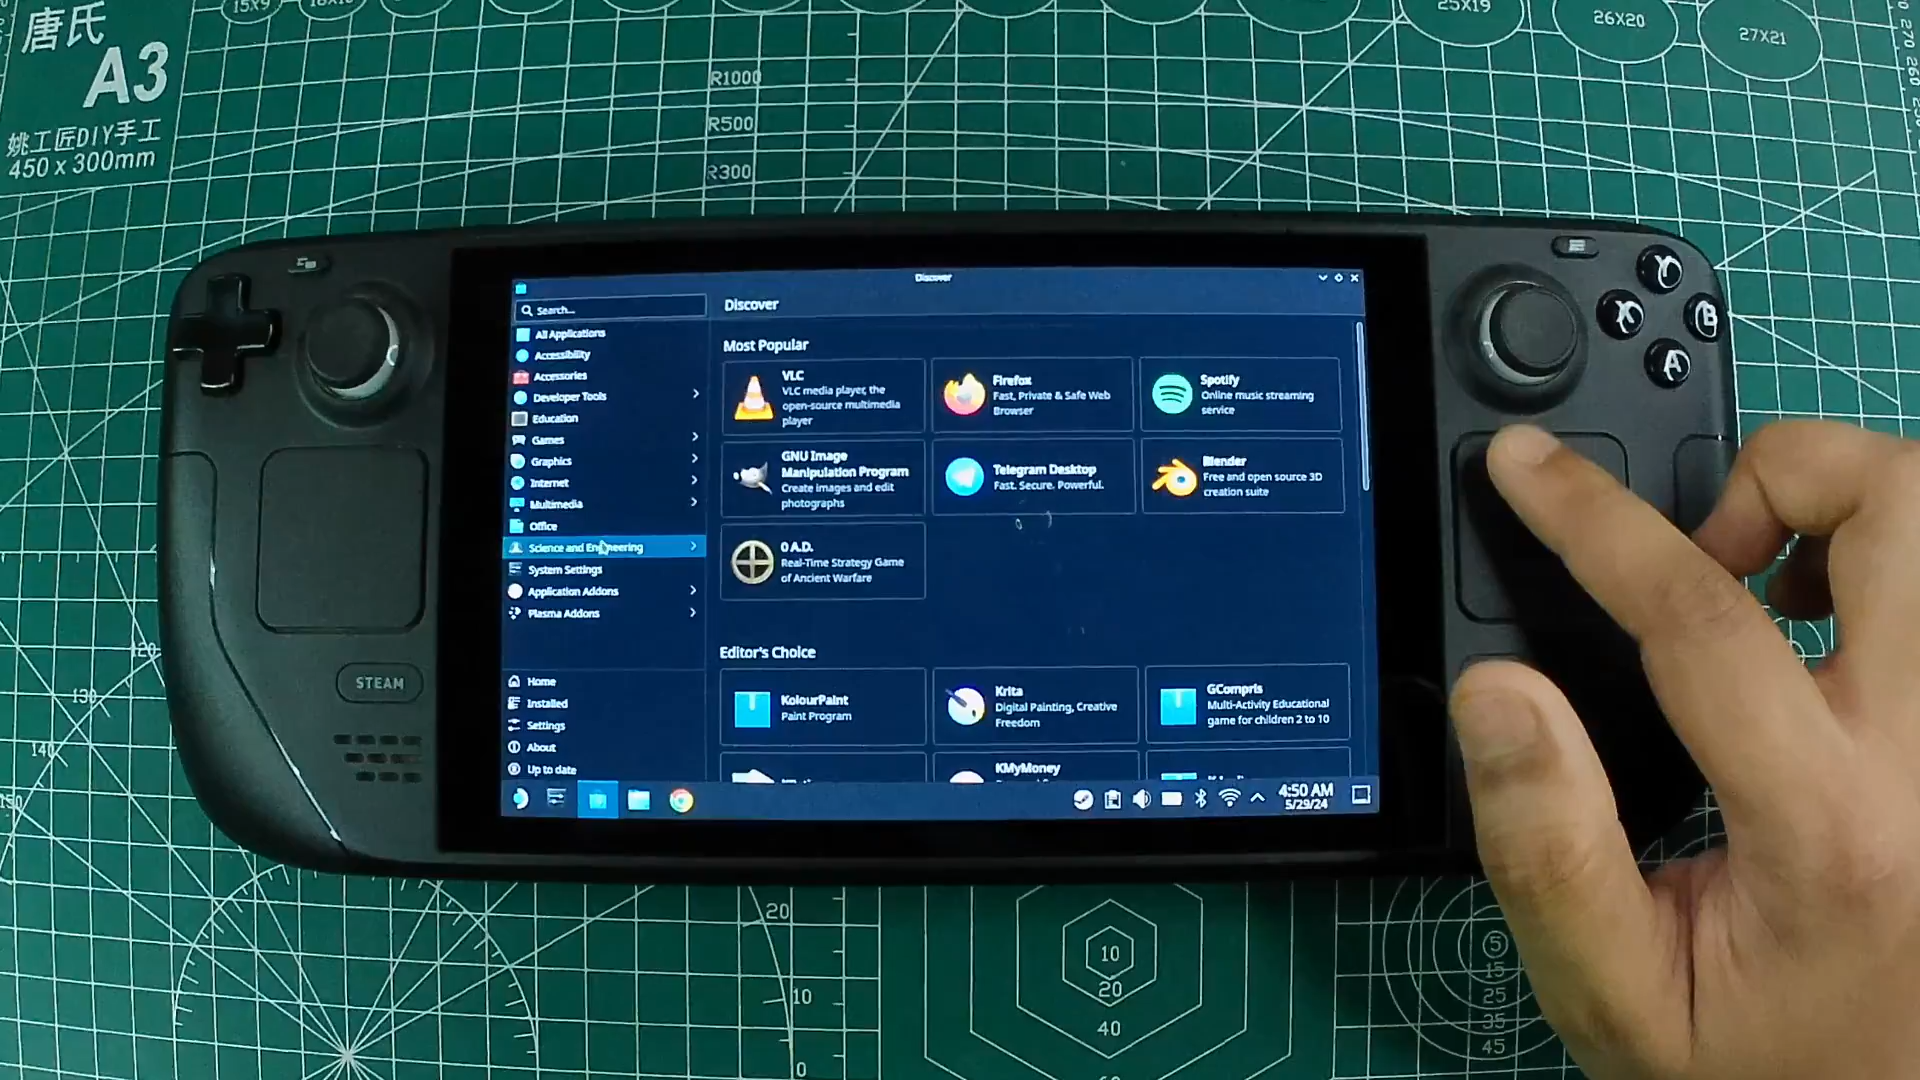 唐氏
A3
姚工匠DIY手工
450 x 300mm
15X9
25X19
26X20
27X21
270
260
R1000
R500
R300
Discover
Search...
Discover
All Applications
Accessibility
Accessories
Developer Tools
Education
Games
Graphics
Internet
Multimedia
Office
Science and Engineering
System Settings
Application Addons
Plasma Addons
Home
Installed
Settings
About
Up to date
Most Popular
VLC
VLC media player, the
open-source multimedia
player
Firefox
Fast, Private & Safe Web
Browser
Spotify
Online music streaming
service
GNU Image
Manipulation Program
Create images and edit
photographs
Telegram Desktop
Fast. Secure. Powerful.
Blender
Free and open source 3D
creation suite
0 A.D.
Real-Time Strategy Game
of Ancient Warfare
Editor's Choice
KolourPaint
Paint Program
Krita
Digital Painting, Creative
Freedom
GCompris
Multi-Activity Educational
game for children 2 to 10
KMyMoney
4:50 AM
5/29/24
STEAM
Y
X
B
A
120
130
140
150
20
10
0
10
20
40
5
15
25
35
45